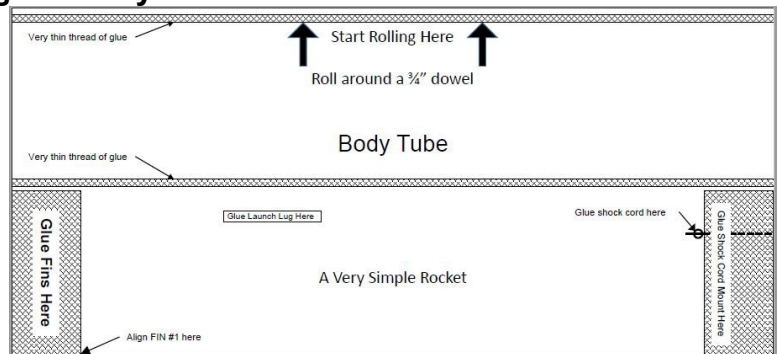 Very thin thread of glue
Start Rolling Here
Roll around a ¾” dowel
Body Tube
Very thin thread of glue
Glue Fins Here
Glue Launch Lug Here
Glue shock cord here
Glue Shock Cord Mount Here
A Very Simple Rocket
Align FIN #1 here